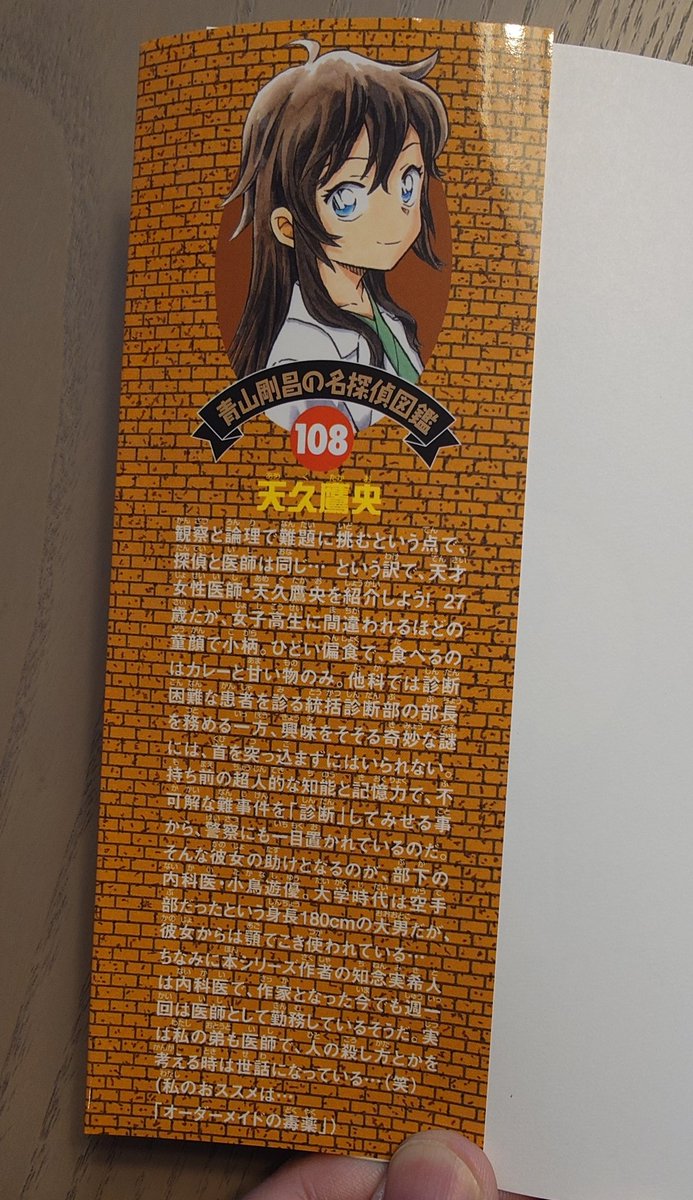 青山剛昌の名探偵図鑑
108
天久鷹央
観察と論理で難題に挑むという点で、
探偵と医師は同じ… という訳で、天才
女性医師・天久鷹央を紹介しよう! 27
歳だが、女子高生に間違われるほどの
童顔で小柄。ひどい偏食で、食べるの
はカレーと甘い物のみ。他科では診断
困難な患者を診る統括診断部の部長
を務める一方、興味をそそる奇妙な謎
には、首を突っ込まずにはいられない。
持ち前の超人的な知能と記憶力で、不
可解な難事件を「診断」してみせる事
から、警察にも一目置かれているのだ。
そんな彼女の助けとなるのが、部下の
内科医・小鳥遊優。大学時代は空手
部だったという身長180cmの大男だが、
彼女からは顎でこき使われている…
ちなみに本シリーズ作者の知念実希人
は内科医で、作家となった今でも週一
回は医師として勤務しているそうだ。実
は私の弟も医師で、人の殺し方とかを
考える時は世話になっている…(笑)
(私のおススメは…
「オーダーメイドの毒薬」)